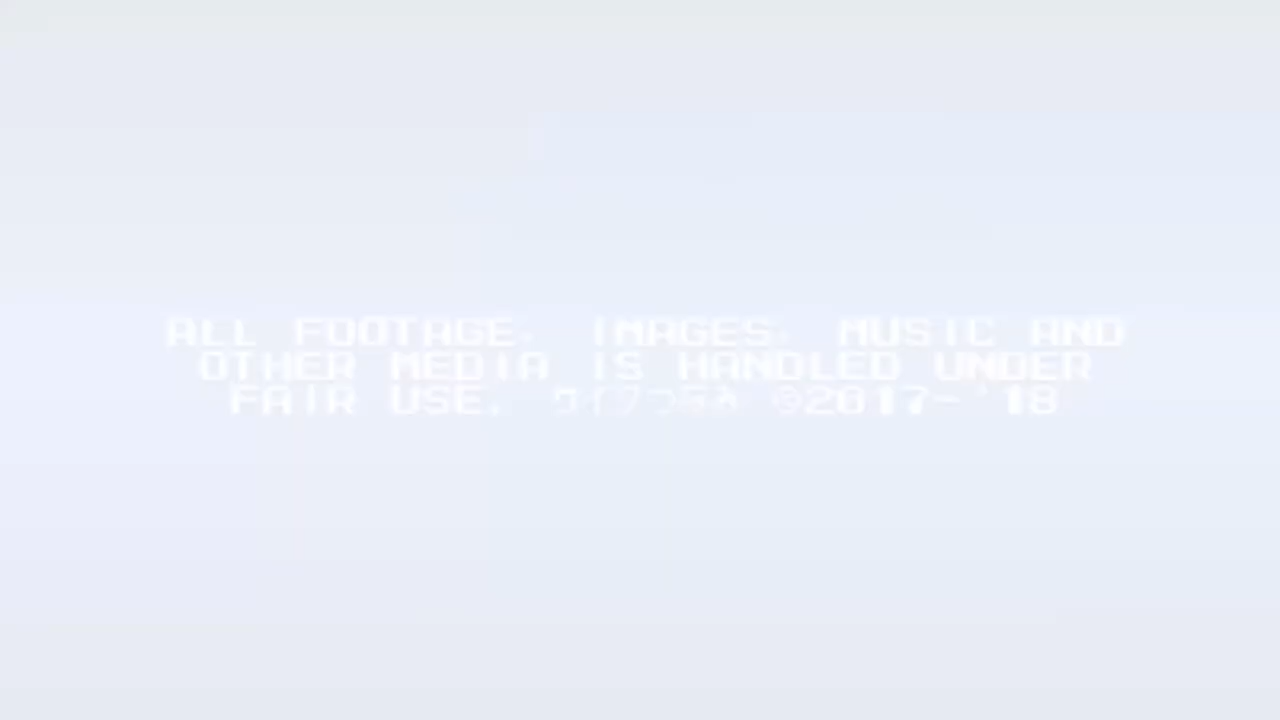 ALL FOOTAGE, IMAGES, MUSIC AND
OTHER MEDIA IS HANDLED UNDER
FAIR USE. ©2017-'18